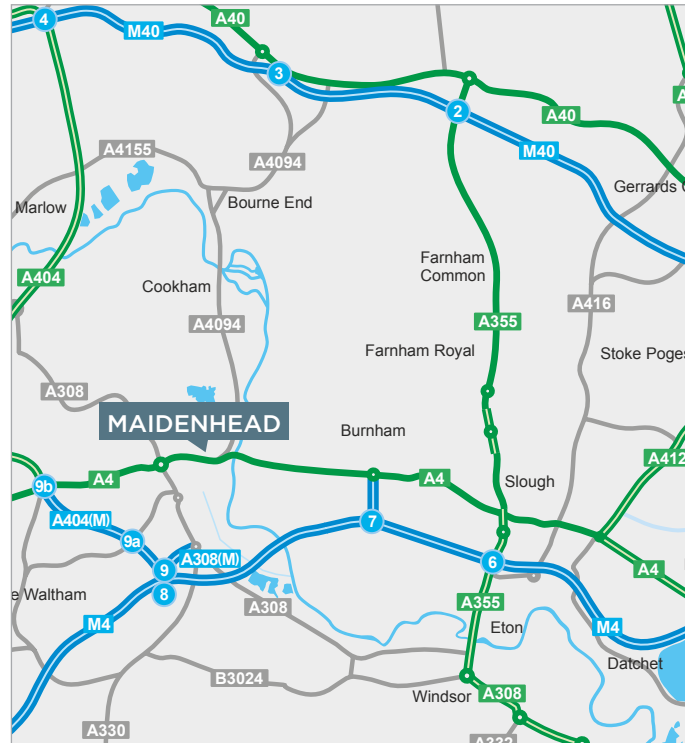 4
A40
M40
3
2
A40
A4155
A4094
M40
Gerrards
Marlow
Bourne End
Farnham
Common
A404
Cookham
A416
A4094
A355
Farnham Royal
Stoke Poges
A308
MAIDENHEAD
Burnham
A412
9b
A4
A4
Slough
A404(M)
7
9a
A308(M)
9
6
A4
8
e Waltham
A308
A355
M4
Eton
M4
Datchet
B3024
Windsor
A308
A330
A332